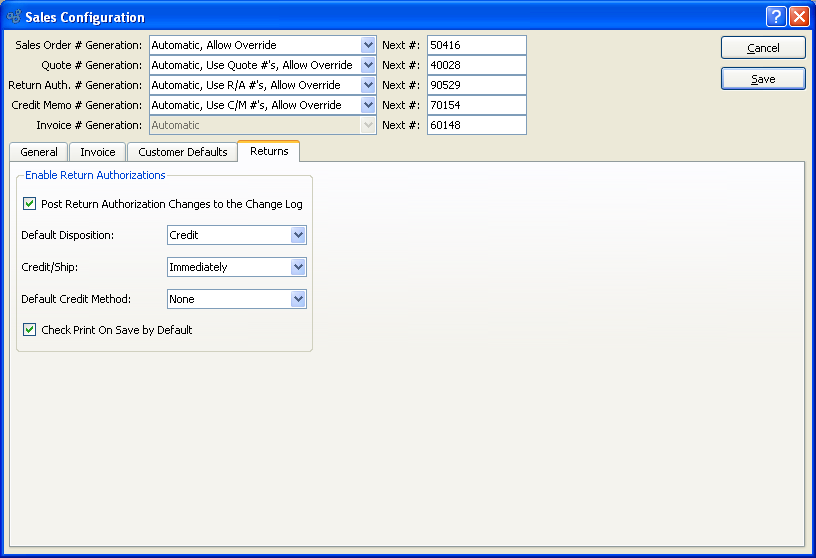 Sales Configuration
Sales Order # Generation: Automatic, Allow Override Next #: 50416
Cancel
Quote # Generation: Automatic, Use Quote #'s, Allow Override Next #: 40028
Return Auth. # Generation: Automatic, Use R/A #'s, Allow Override Next #: 90529
Save
Credit Memo # Generation: Automatic, Use C/M #'s, Allow Override Next #: 70154
Invoice # Generation: Automatic Next #: 60148
General Invoice Customer Defaults Returns
Enable Return Authorizations
Post Return Authorization Changes to the Change Log
Default Disposition: Credit
Credit/Ship: Immediately
Default Credit Method: None
Check Print On Save by Default